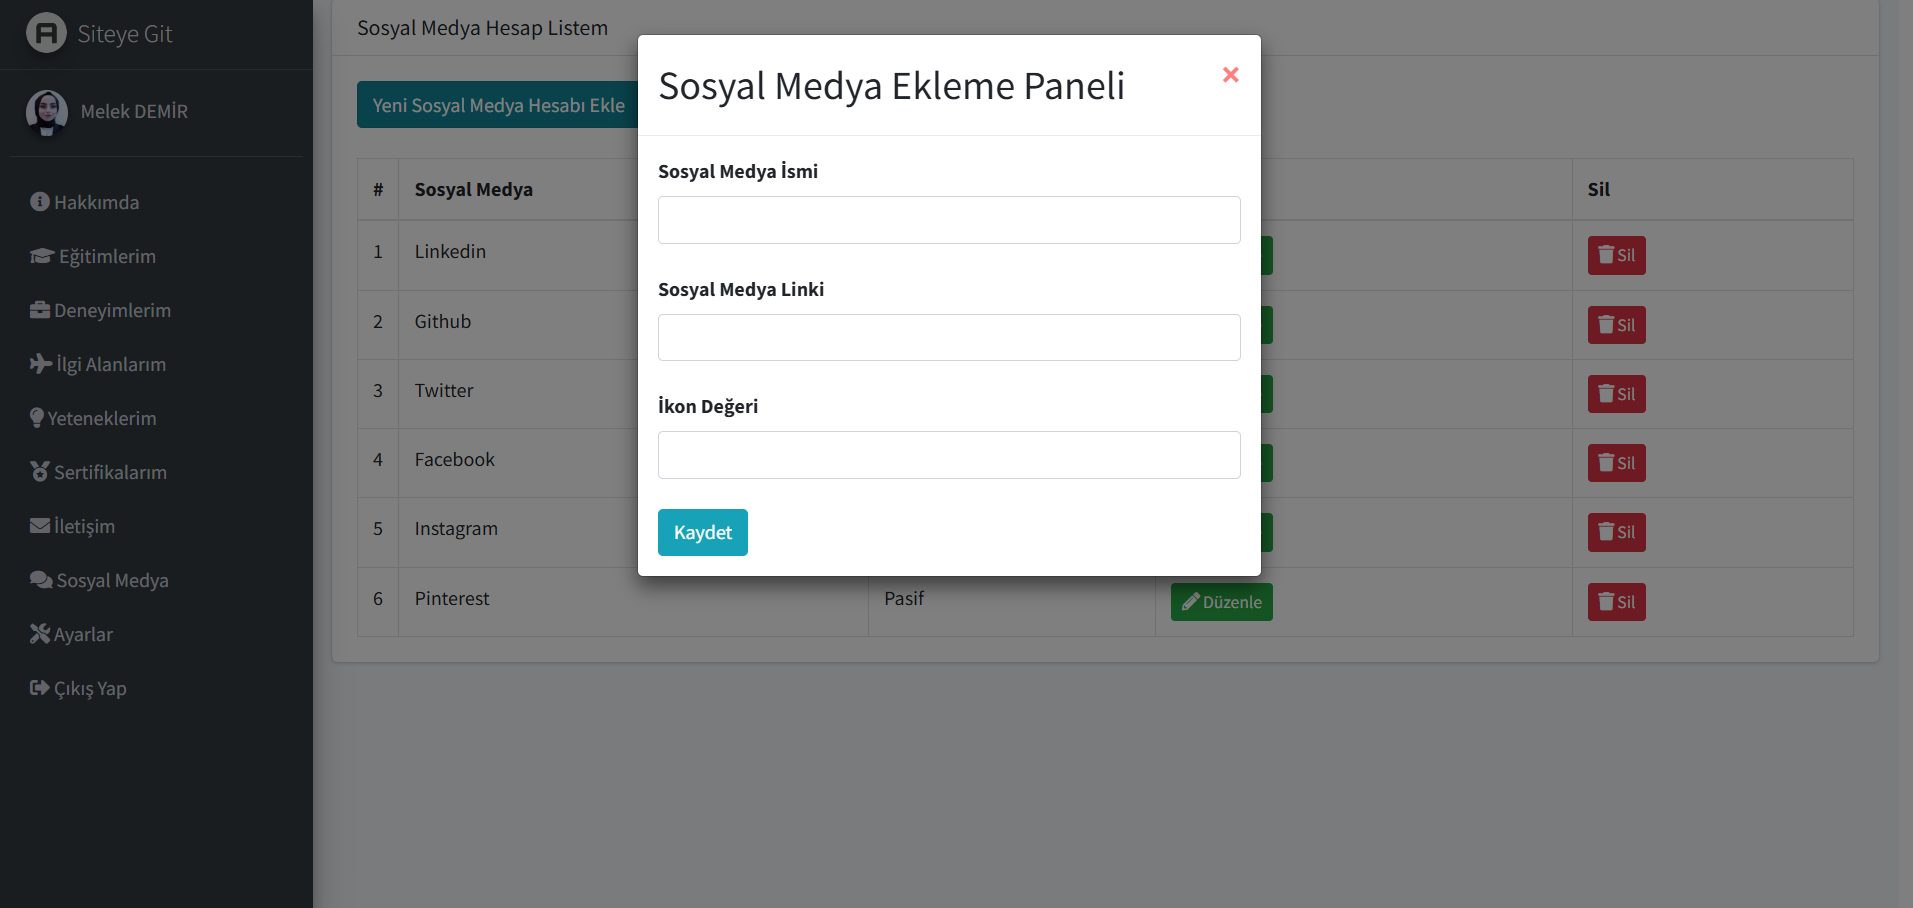 Siteye Git
Melek DEMİR
Hakkımda
Eğitimlerim
Deneyimlerim
İlgi Alanlarım
Yeteneklerim
Sertifikalarım
İletişim
Sosyal Medya
Ayarlar
Çıkış Yap
Sosyal Medya Hesap Listem
Yeni Sosyal Medya Hesabı Ekle
# Sosyal Medya Sil
1 Linkedin Sil
2 Github Sil
3 Twitter Sil
4 Facebook Sil
5 Instagram Sil
6 Pinterest Pasif Düzenle Sil
Sosyal Medya Ekleme Paneli
Sosyal Medya İsmi
Sosyal Medya Linki
İkon Değeri
Kaydet